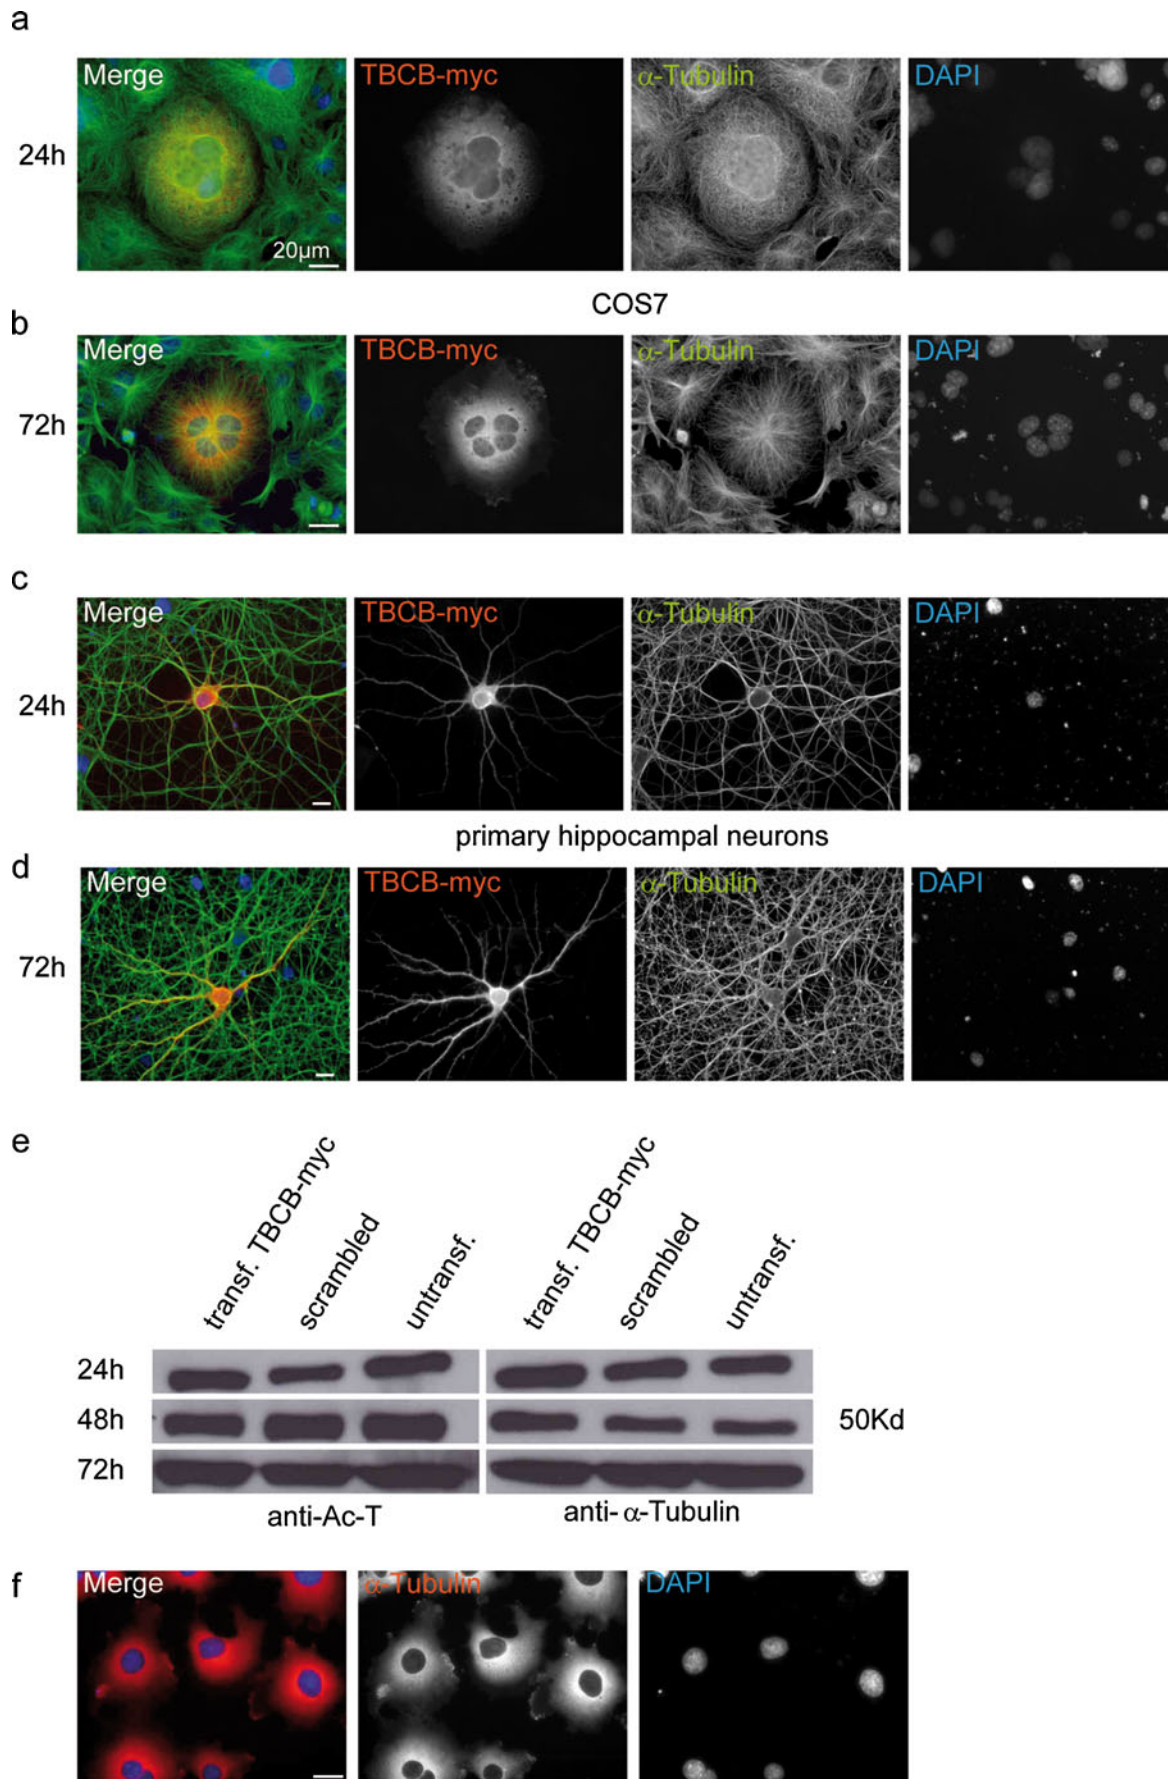 a
Merge TBCB-myc α-Tubulin DAPI
24h
20μm
COS7
b
Merge TBCB-myc α-Tubulin DAPI
72h
c
Merge TBCB-myc α-Tubulin DAPI
24h
primary hippocampal neurons
d
Merge TBCB-myc α-Tubulin DAPI
72h
e
transf. TBCB-myc scrambled untransf. transf. TBCB-myc scrambled untransf.
24h
48h 50Kd
72h
anti-Ac-T anti-α-Tubulin
f
Merge α-Tubulin DAPI